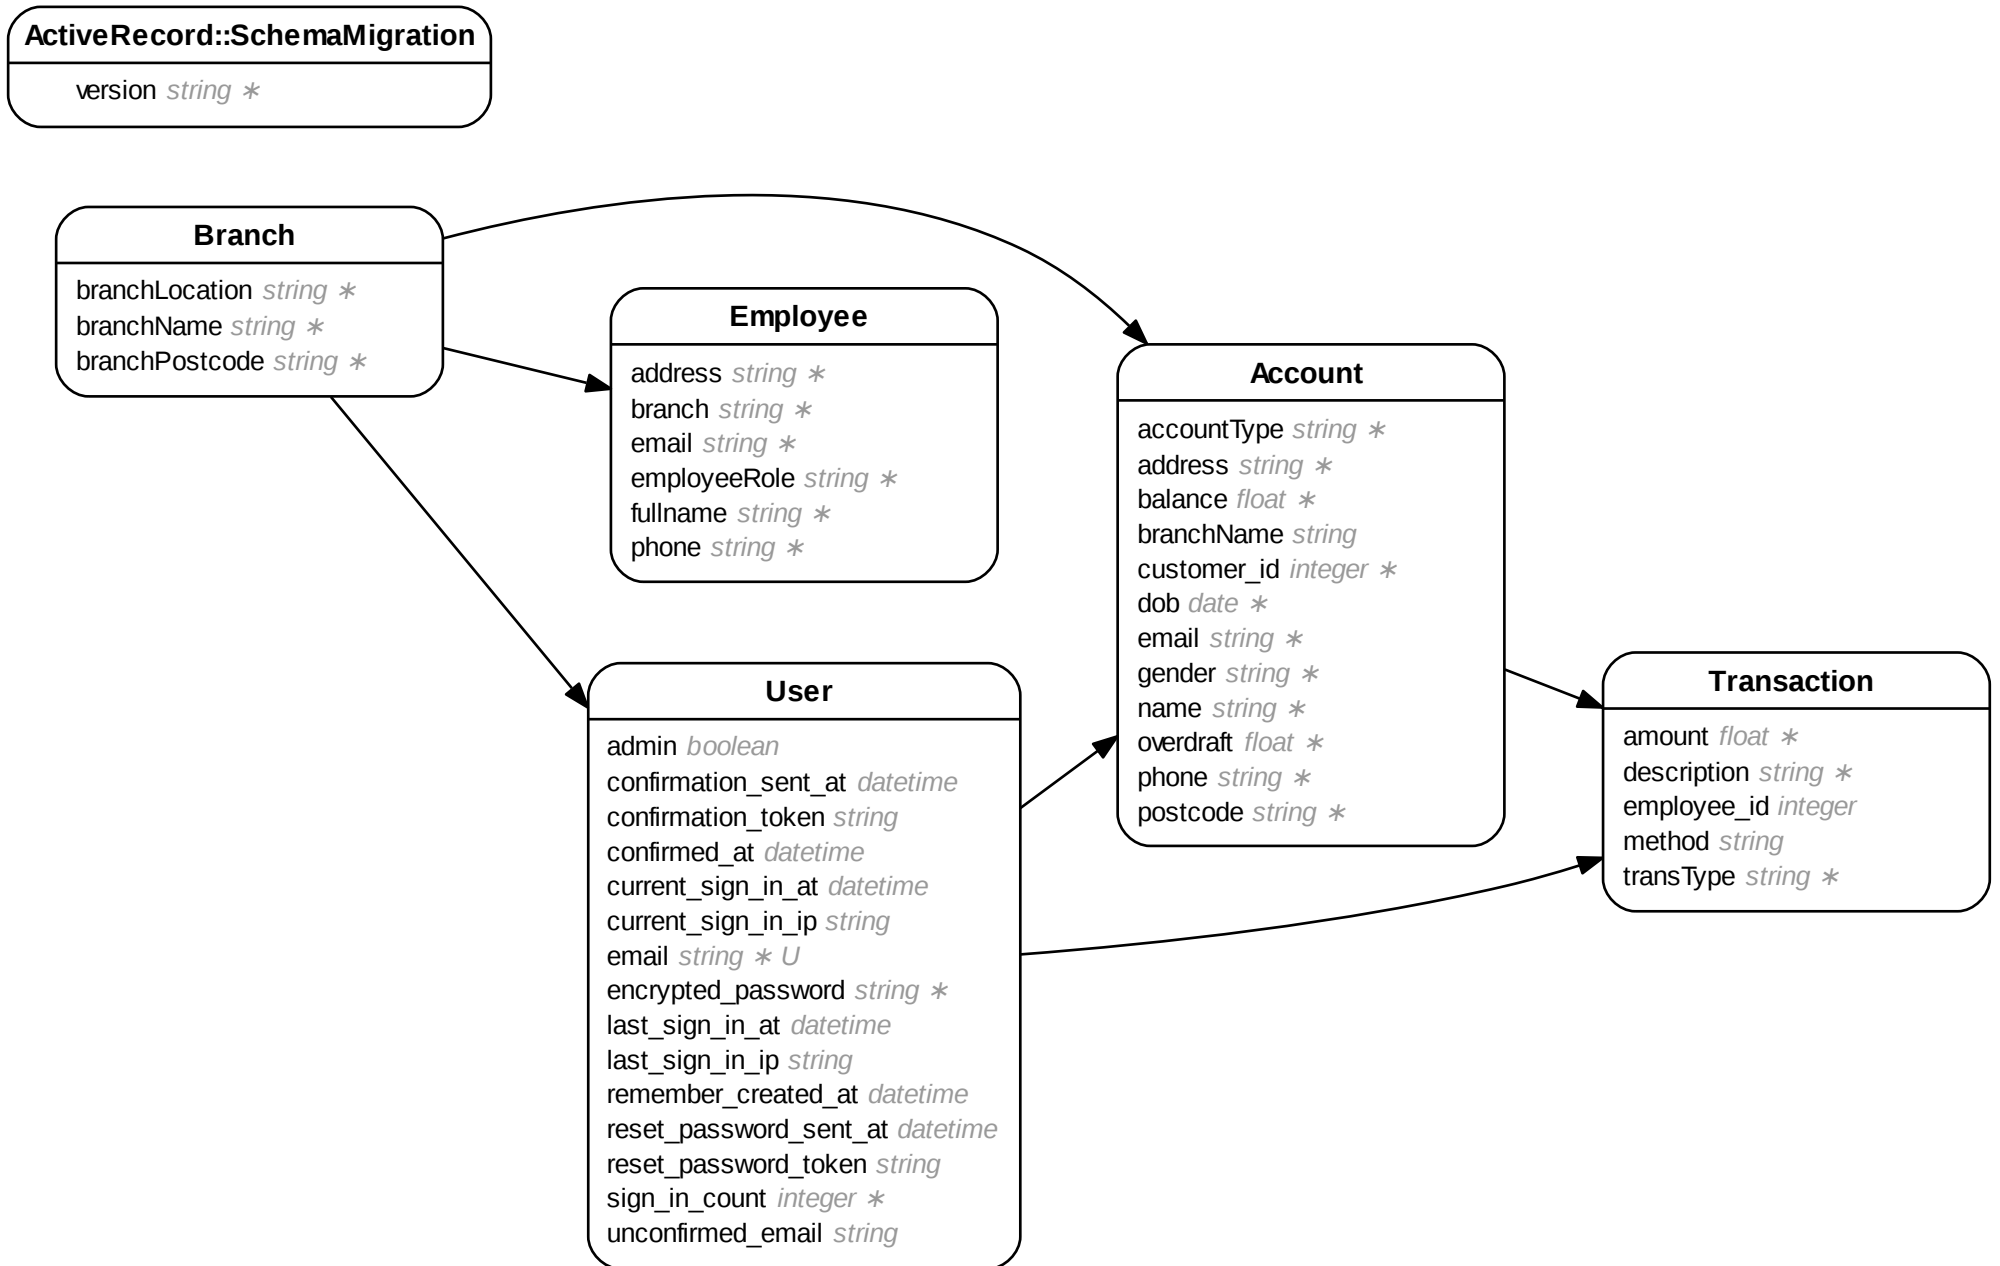 ActiveRecord::SchemaMigration
version string ∗
Branch
branchLocation string ∗
branchName string ∗
branchPostcode string ∗
Employee
address string ∗
branch string ∗
email string ∗
employeeRole string ∗
fullname string ∗
phone string ∗
Account
accountType string ∗
address string ∗
balance float ∗
branchName string
customer_id integer ∗
dob date ∗
email string ∗
gender string ∗
name string ∗
overdraft float ∗
phone string ∗
postcode string ∗
User
admin boolean
confirmation_sent_at datetime
confirmation_token string
confirmed_at datetime
current_sign_in_at datetime
current_sign_in_ip string
email string ∗ U
encrypted_password string ∗
last_sign_in_at datetime
last_sign_in_ip string
remember_created_at datetime
reset_password_sent_at datetime
reset_password_token string
sign_in_count integer ∗
unconfirmed_email string
Transaction
amount float ∗
description string ∗
employee_id integer
method string
transType string ∗